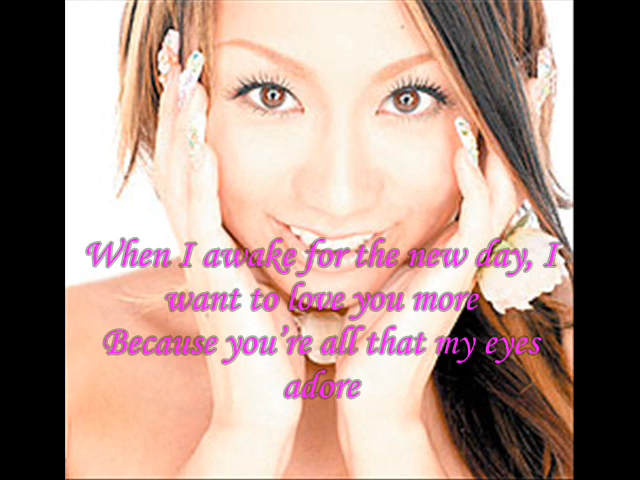 When I awake for the new day, I
want to love you more
Because you're all that my eyes
adore